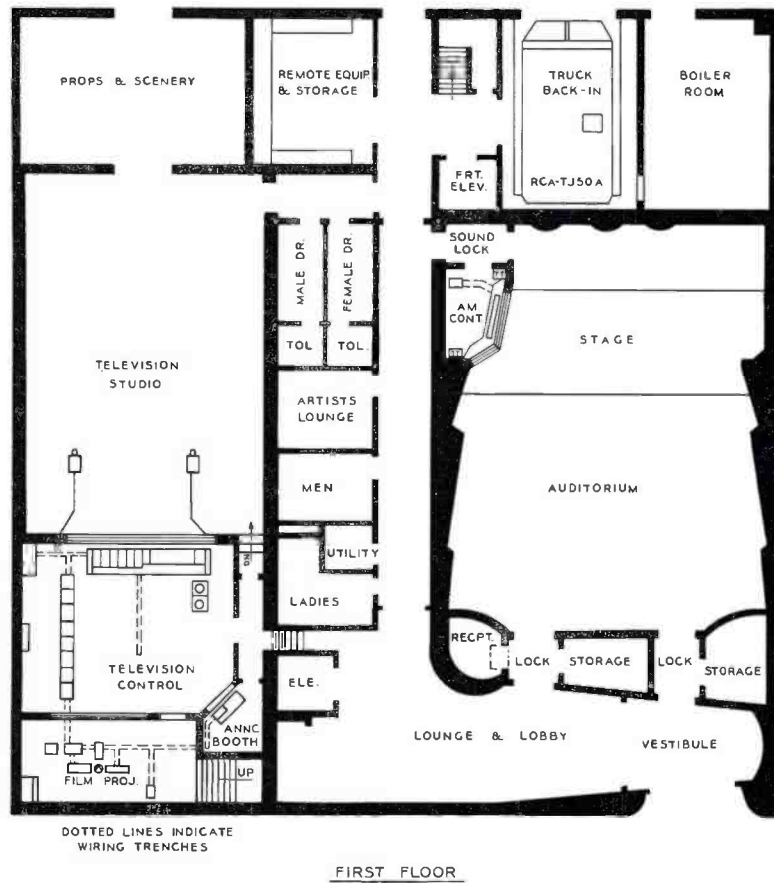 PROPS & SCENERY
REMOTE EQUIP.
& STORAGE
TRUCK
BACK-IN
BOILER
ROOM
FRT.
ELEV.
RCA-TJ50A
SOUND
LOCK
MALE DR.
FEMALE DR.
AM
CONT.
STAGE
TOL
TOL.
TELEVISION
STUDIO
ARTISTS
LOUNGE
MEN
AUDITORIUM
UTILITY
DN
LADIES
RECPT.
LOCK
STORAGE
LOCK
STORAGE
TELEVISION
CONTROL
ELE.
ANNC
BOOTH
LOUNGE & LOBBY
VESTIBULE
FILM PROJ.
UP
DOTTED LINES INDICATE
WIRING TRENCHES
FIRST FLOOR